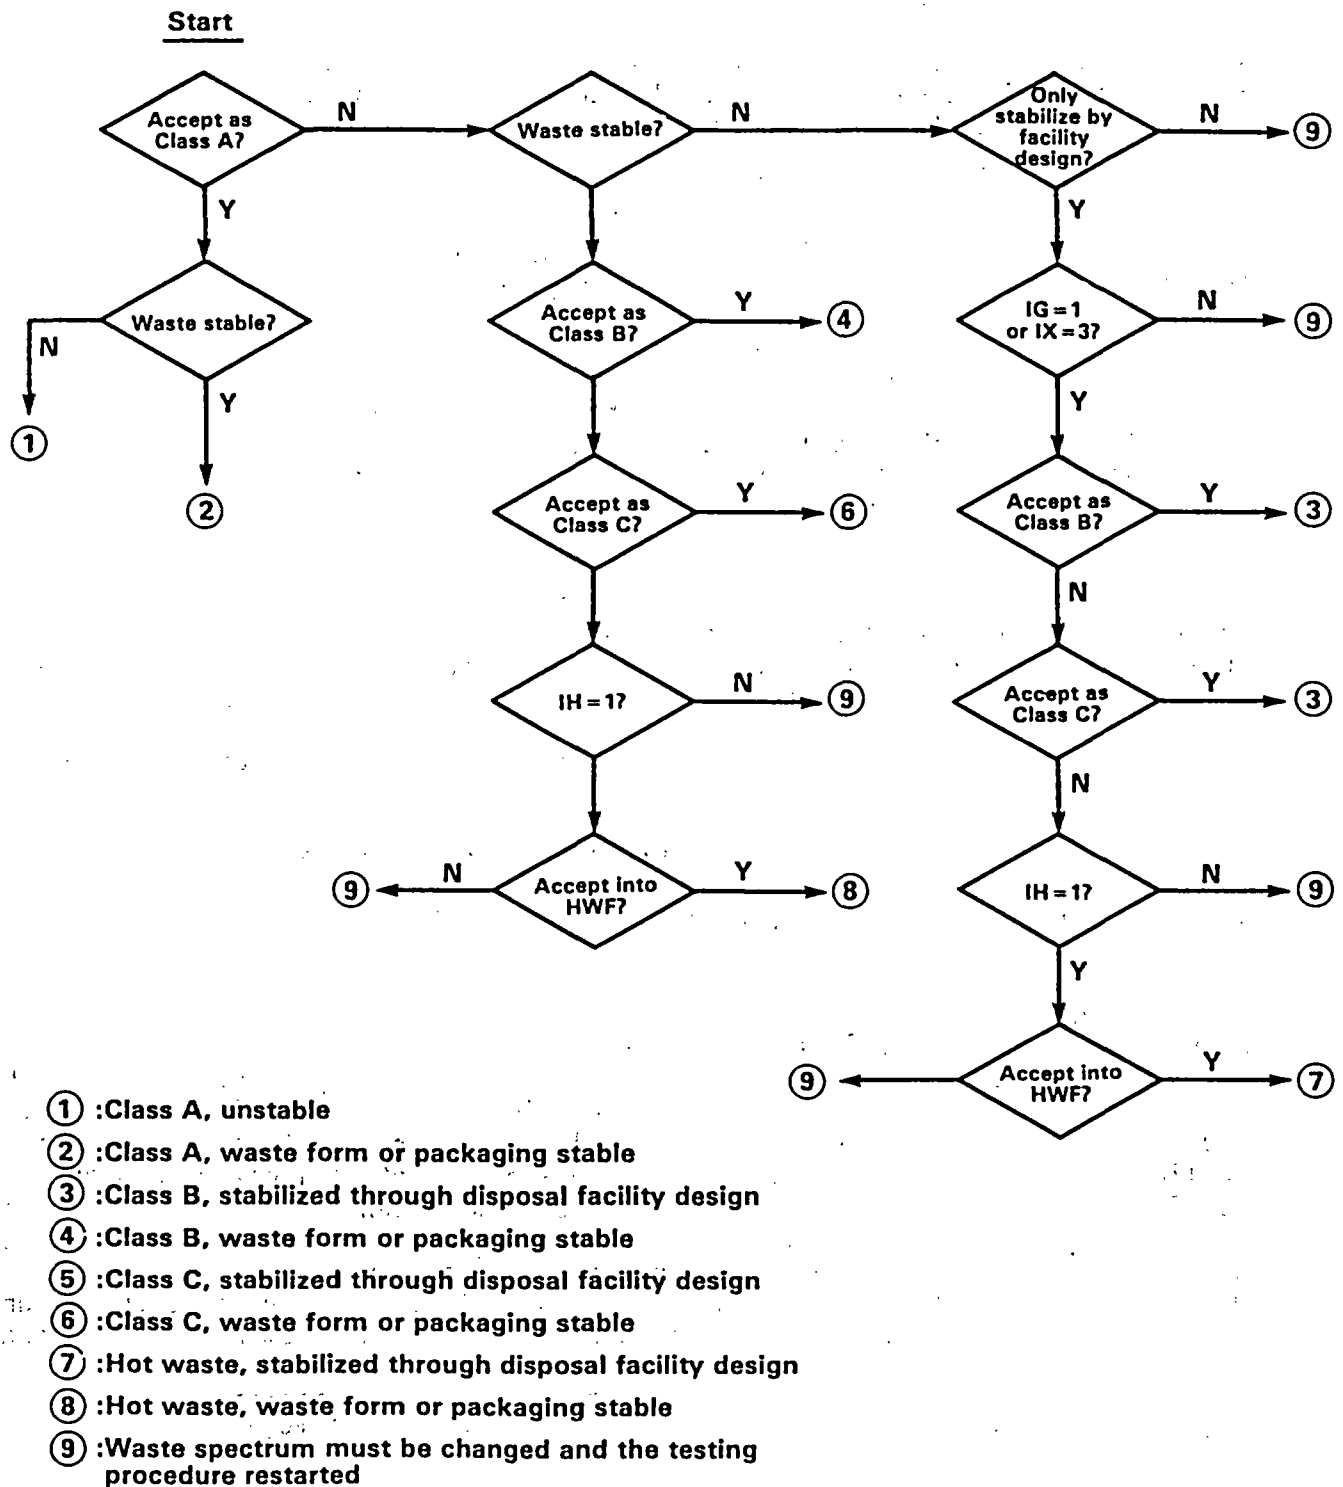 Start
Accept as
Class A?
N
Waste stable?
N
Only
stabilize by
facility
design?
N
9
Y
Y
Waste stable?
N
1
Y
2
Accept as
Class B?
Y
4
IG = 1
or IX = 3?
N
9
Y
Accept as
Class C?
Y
6
Accept as
Class B?
Y
3
N
IH = 1?
N
9
Accept as
Class C?
Y
3
N
Accept into
HWF?
N
9
Y
8
IH = 1?
N
9
Y
Accept into
HWF?
9
Y
7
1 :Class A, unstable
2 :Class A, waste form or packaging stable
3 :Class B, stabilized through disposal facility design
4 :Class B, waste form or packaging stable
5 :Class C, stabilized through disposal facility design
6 :Class C, waste form or packaging stable
7 :Hot waste, stabilized through disposal facility design
8 :Hot waste, waste form or packaging stable
9 :Waste spectrum must be changed and the testing
procedure restarted